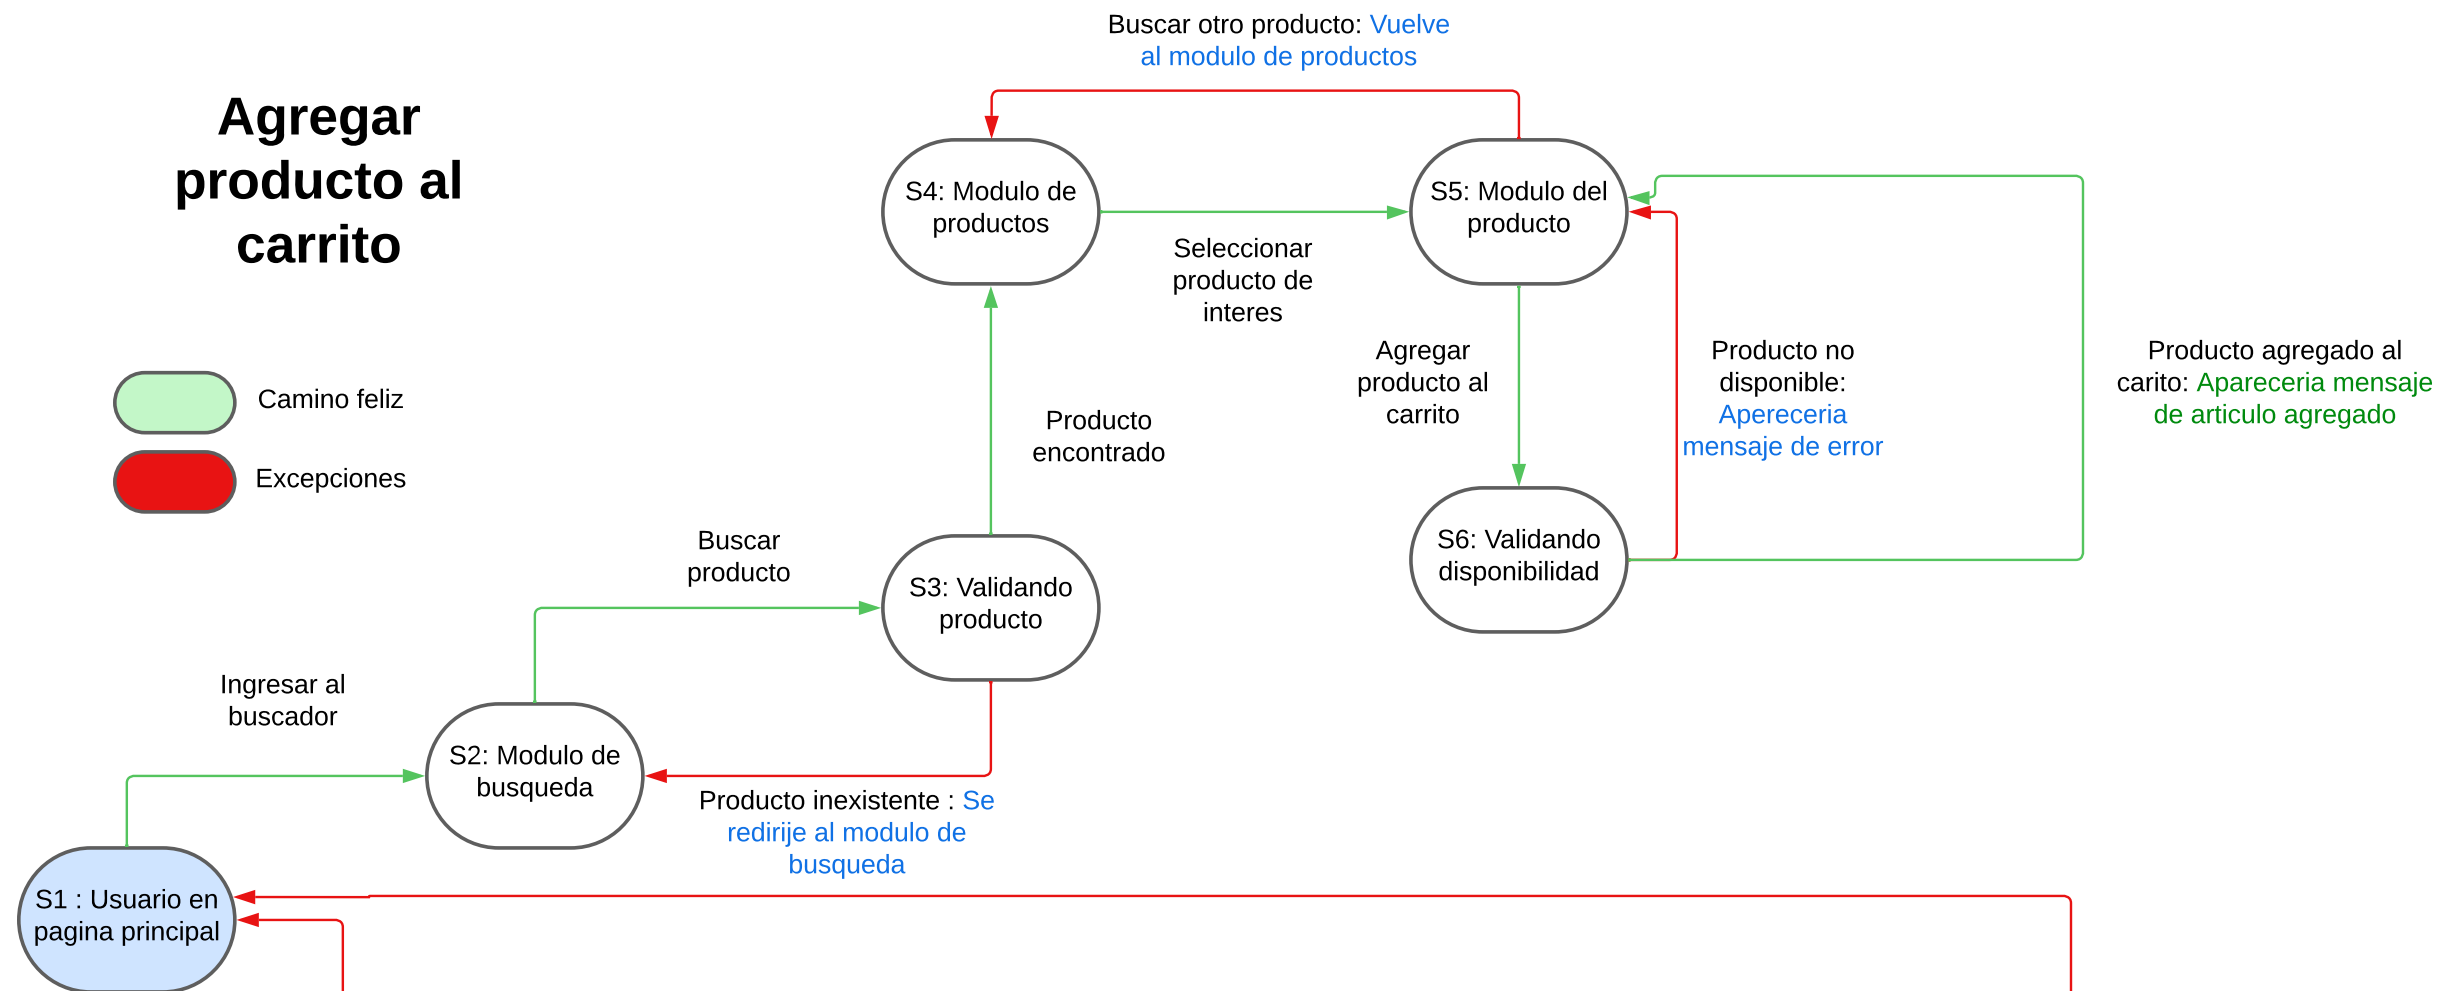 Buscar otro producto: Vuelve
al modulo de productos
Agregar
producto al
carrito
S4: Modulo de
productos
S5: Modulo del
producto
Seleccionar
producto de
interes
Agregar
producto al
carrito
Producto no
disponible:
Apereceria
mensaje de error
Producto agregado al
carito: Apareceria mensaje
de articulo agregado
Camino feliz
Excepciones
Producto
encontrado
Buscar
producto
S3: Validando
producto
S6: Validando
disponibilidad
Ingresar al
buscador
S2: Modulo de
busqueda
Producto inexistente : Se
redirije al modulo de
busqueda
S1 : Usuario en
pagina principal